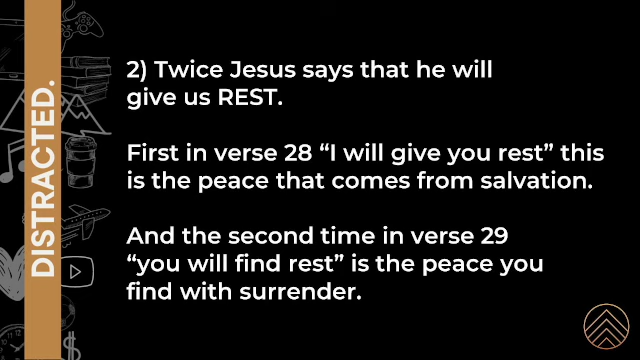 DISTRACTED.
2) Twice Jesus says that he will
give us REST.
First in verse 28 “I will give you rest” this
is the peace that comes from salvation.
And the second time in verse 29
“you will find rest” is the peace you
find with surrender.